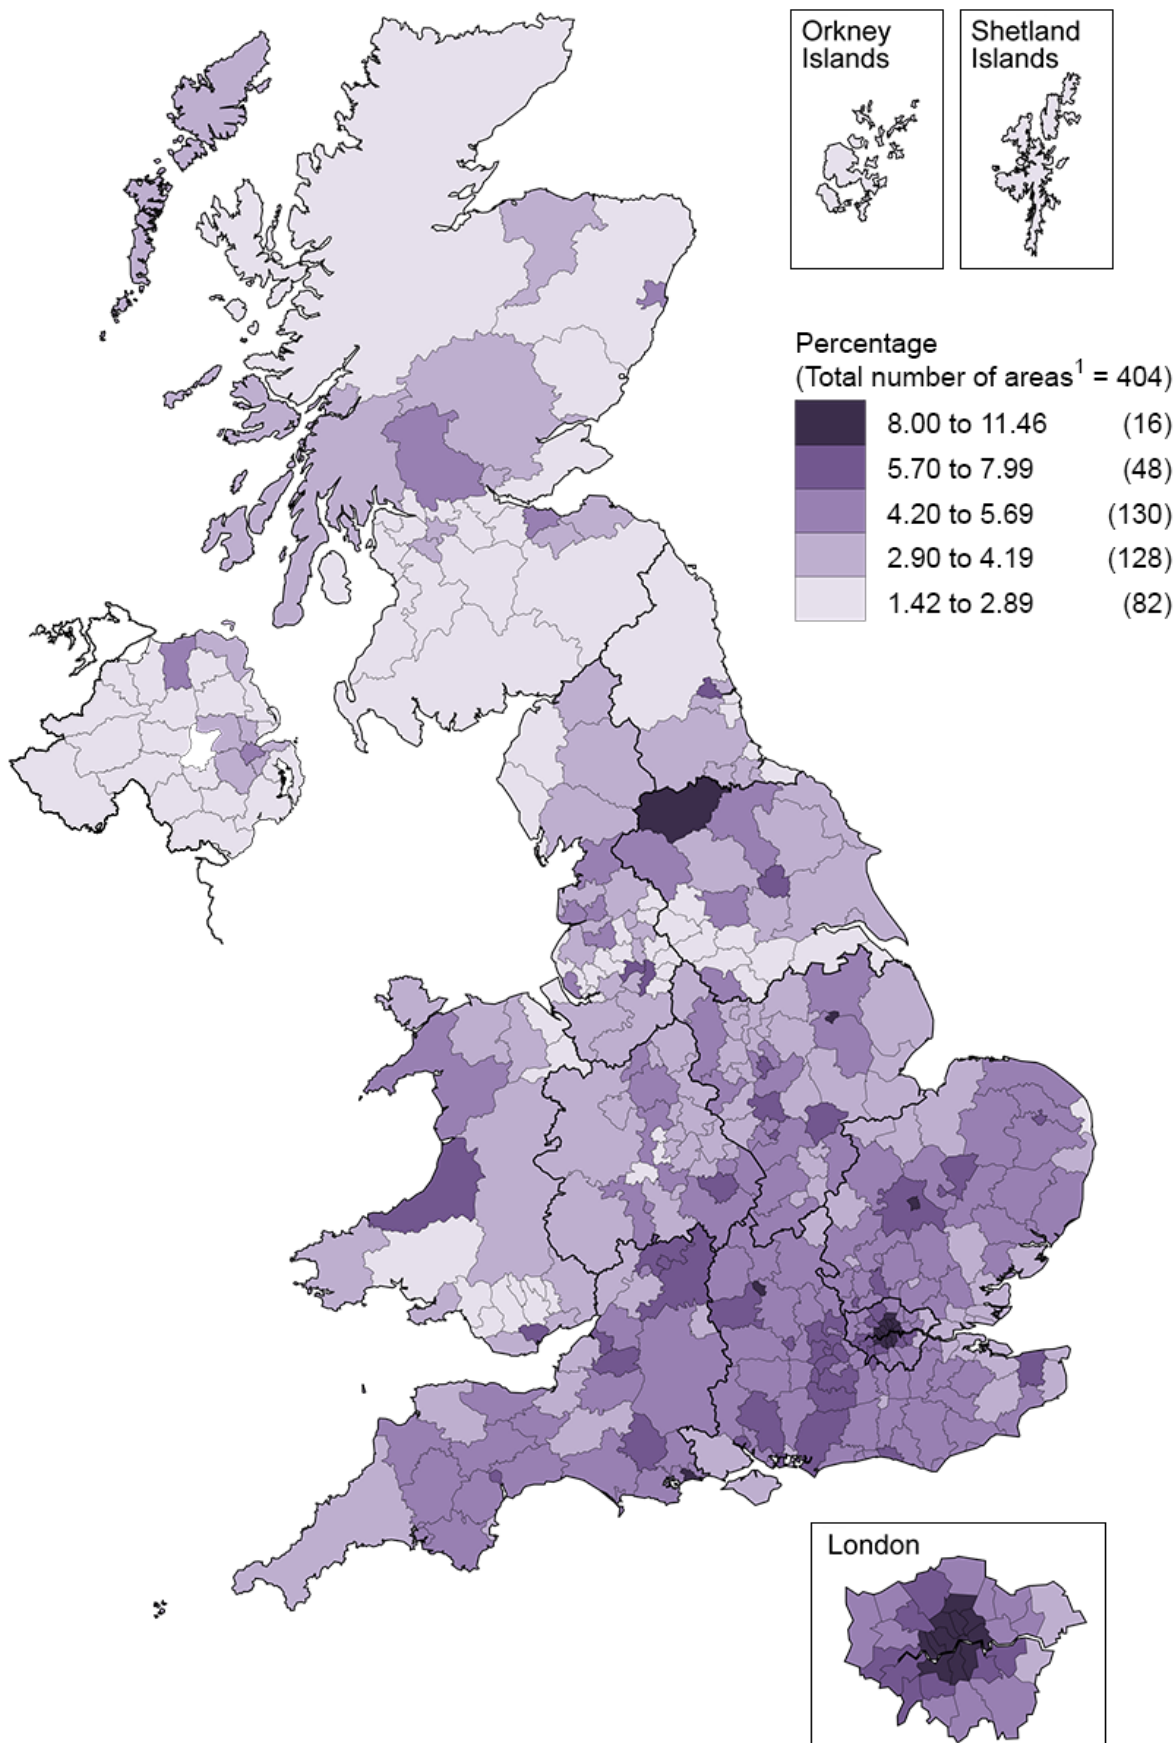 Orkney
Islands
Shetland
Islands
Percentage
(Total number of areas¹ = 404)
8.00 to 11.46 (16)
5.70 to 7.99 (48)
4.20 to 5.69 (130)
2.90 to 4.19 (128)
1.42 to 2.89 (82)
London